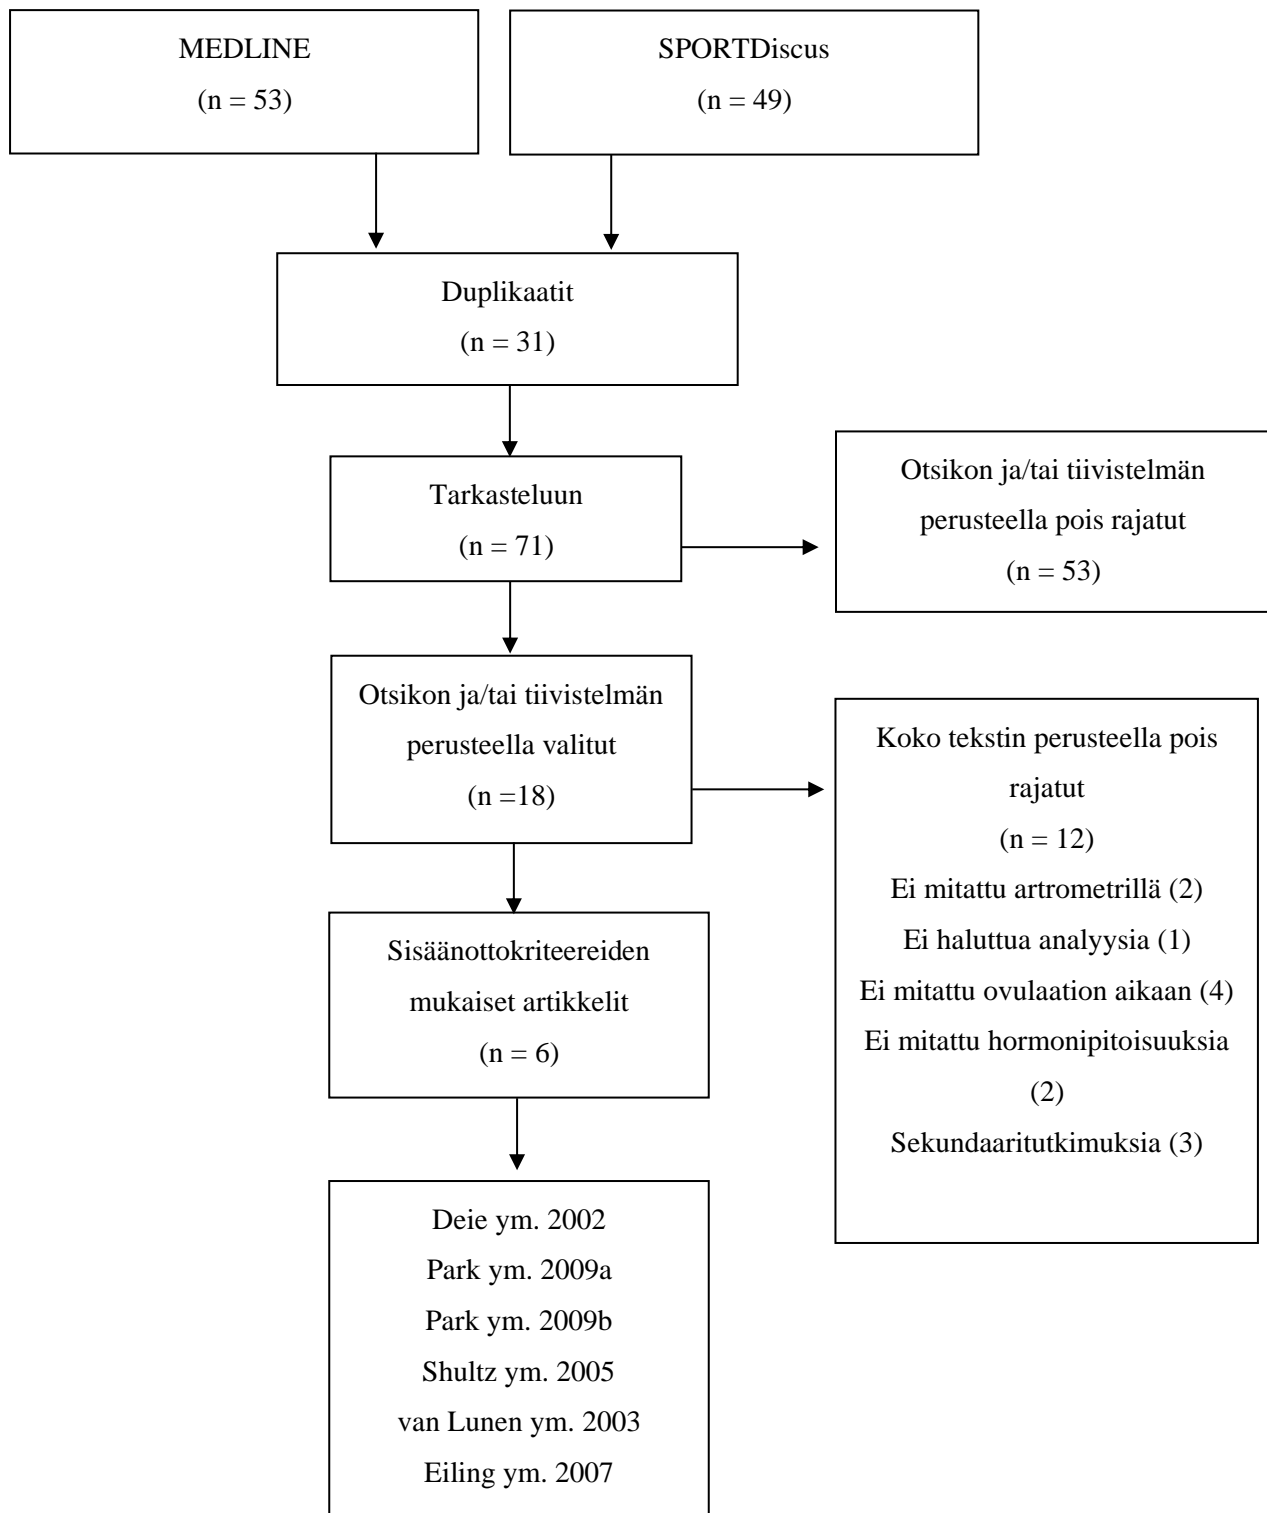 MEDLINE
(n = 53)
SPORTDiscus
(n = 49)
Duplikaatit
(n = 31)
Tarkasteluun
(n = 71)
Otsikon ja/tai tiivistelmän
perusteella pois rajatut
(n = 53)
Otsikon ja/tai tiivistelmän
perusteella valitut
(n =18)
Koko tekstin perusteella pois
rajatut
(n = 12)
Ei mitattu artrometrillä (2)
Ei haluttua analyysia (1)
Ei mitattu ovulaation aikaan (4)
Ei mitattu hormonipitoisuuksia
(2)
Sekundaaritutkimuksia (3)
Sisäänottokriteereiden
mukaiset artikkelit
(n = 6)
Deie ym. 2002
Park ym. 2009a
Park ym. 2009b
Shultz ym. 2005
van Lunen ym. 2003
Eiling ym. 2007